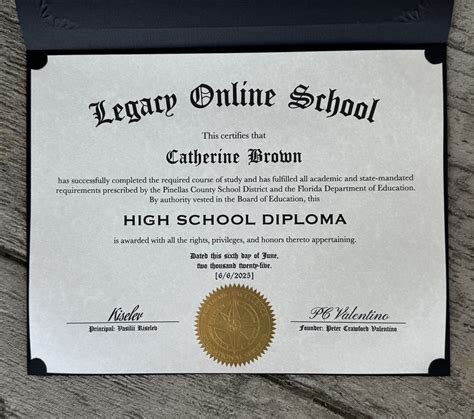 Legacy Online School
This certifies that
Catherine Brown
has successfully completed the required course of study and has fulfilled all academic and state-mandated
requirements prescribed by the Pinellas County School District and the Florida Department of Education.
By authority vested in the Board of Education, this
HIGH SCHOOL DIPLOMA
is awarded with all the rights, privileges, and honors thereto appertaining.
Dated this sixth day of June,
two thousand twenty-five.
[6/6/2025]
Kiselev
Principal: Vasilii Kiselev
PC Valentino
Founder: Peter Crawford Valentino